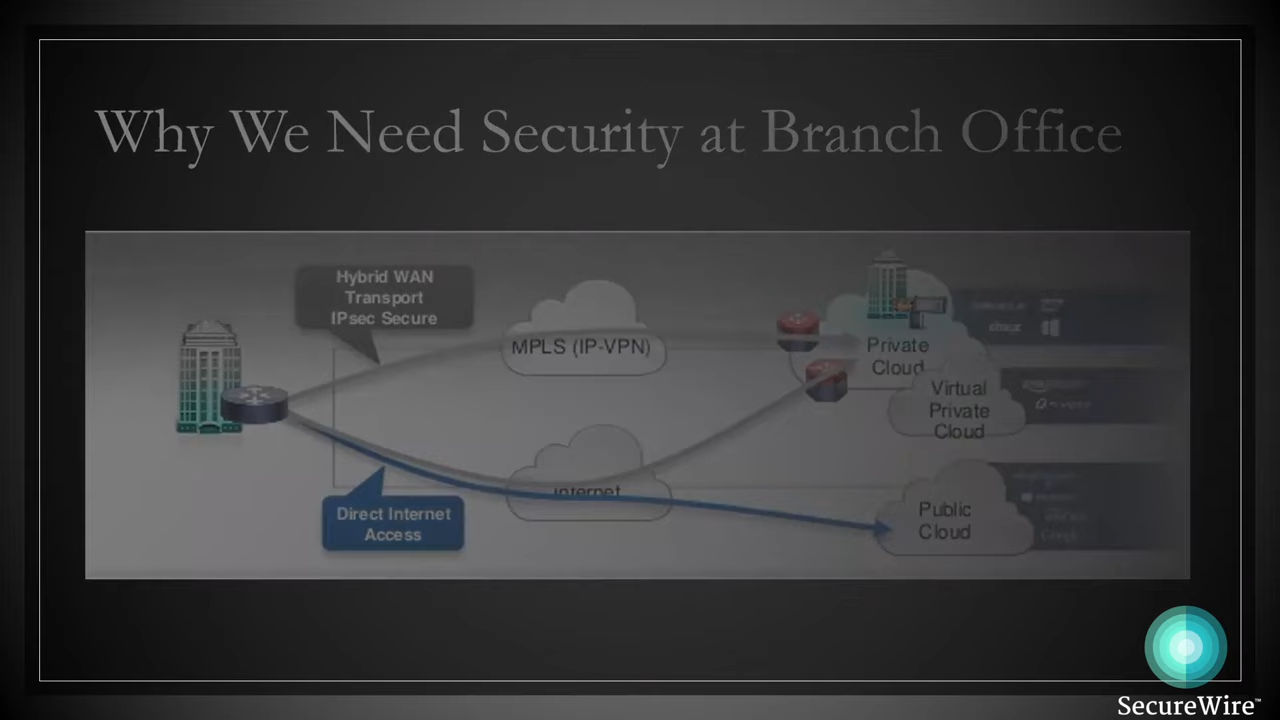 Why We Need Security at Branch Office
Hybrid WAN
Transport
IPsec Secure
MPLS (IP-VPN)
Private
Cloud
Virtual
Private
Cloud
Internet
Direct Internet
Access
Public
Cloud
SecureWire™